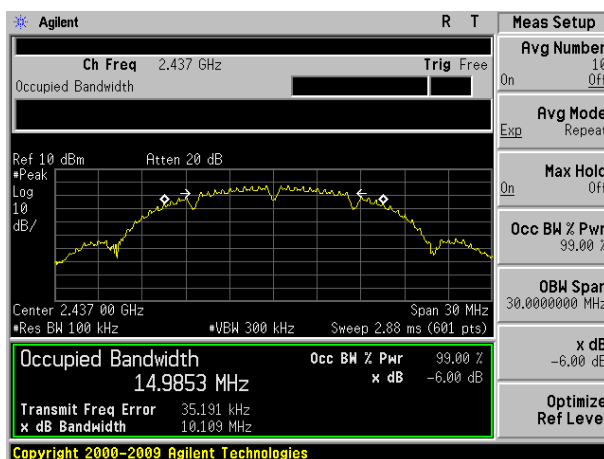 Agilent R T Meas Setup
Avg Number
10
On Off
Ch Freq 2.437 GHz Trig Free
Occupied Bandwidth
Avg Mode
Exp Repeat
Ref 10 dBm Atten 20 dB
#Peak
Log
10
dB/
Max Hold
On Off
Occ BW % Pwr
99.00 %
OBW Span
30.0000000 MHz
Center 2.437 00 GHz Span 30 MHz
#Res BW 100 kHz #VBW 300 kHz Sweep 2.88 ms (601 pts)
x dB
-6.00 dB
Occupied Bandwidth Occ BW % Pwr 99.00 %
14.9853 MHz x dB -6.00 dB
Transmit Freq Error 35.191 kHz
x dB Bandwidth 10.109 MHz
Optimize
Ref Level
Copyright 2000-2009 Agilent Technologies